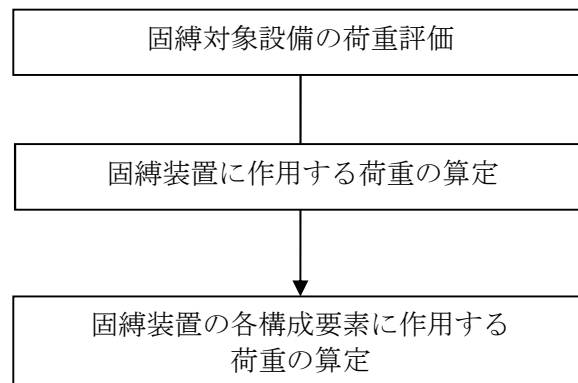 固縛対象設備の荷重評価
固縛装置に作用する荷重の算定
固縛装置の各構成要素に作用する
荷重の算定